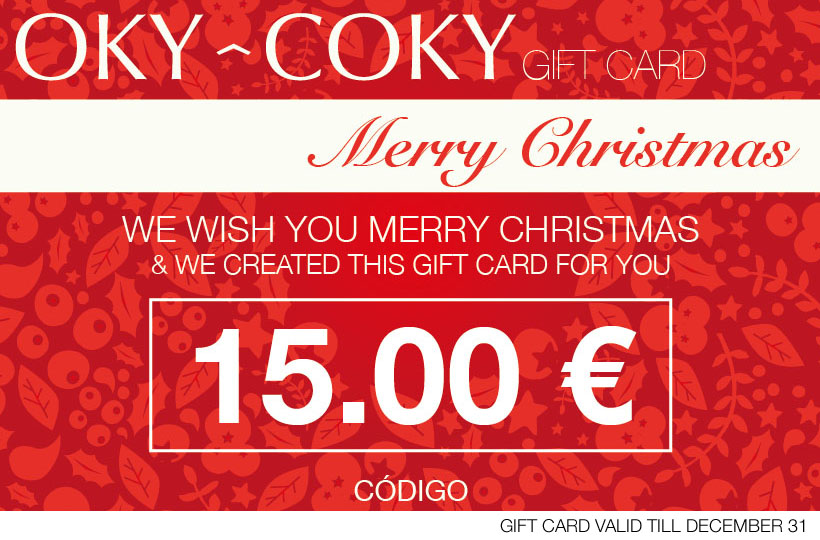 OKY^COKY GIFT CARD
Merry Christmas
WE WISH YOU MERRY CHRISTMAS
& WE CREATED THIS GIFT CARD FOR YOU
15.00 €
CÓDIGO
GIFT CARD VALID TILL DECEMBER 31